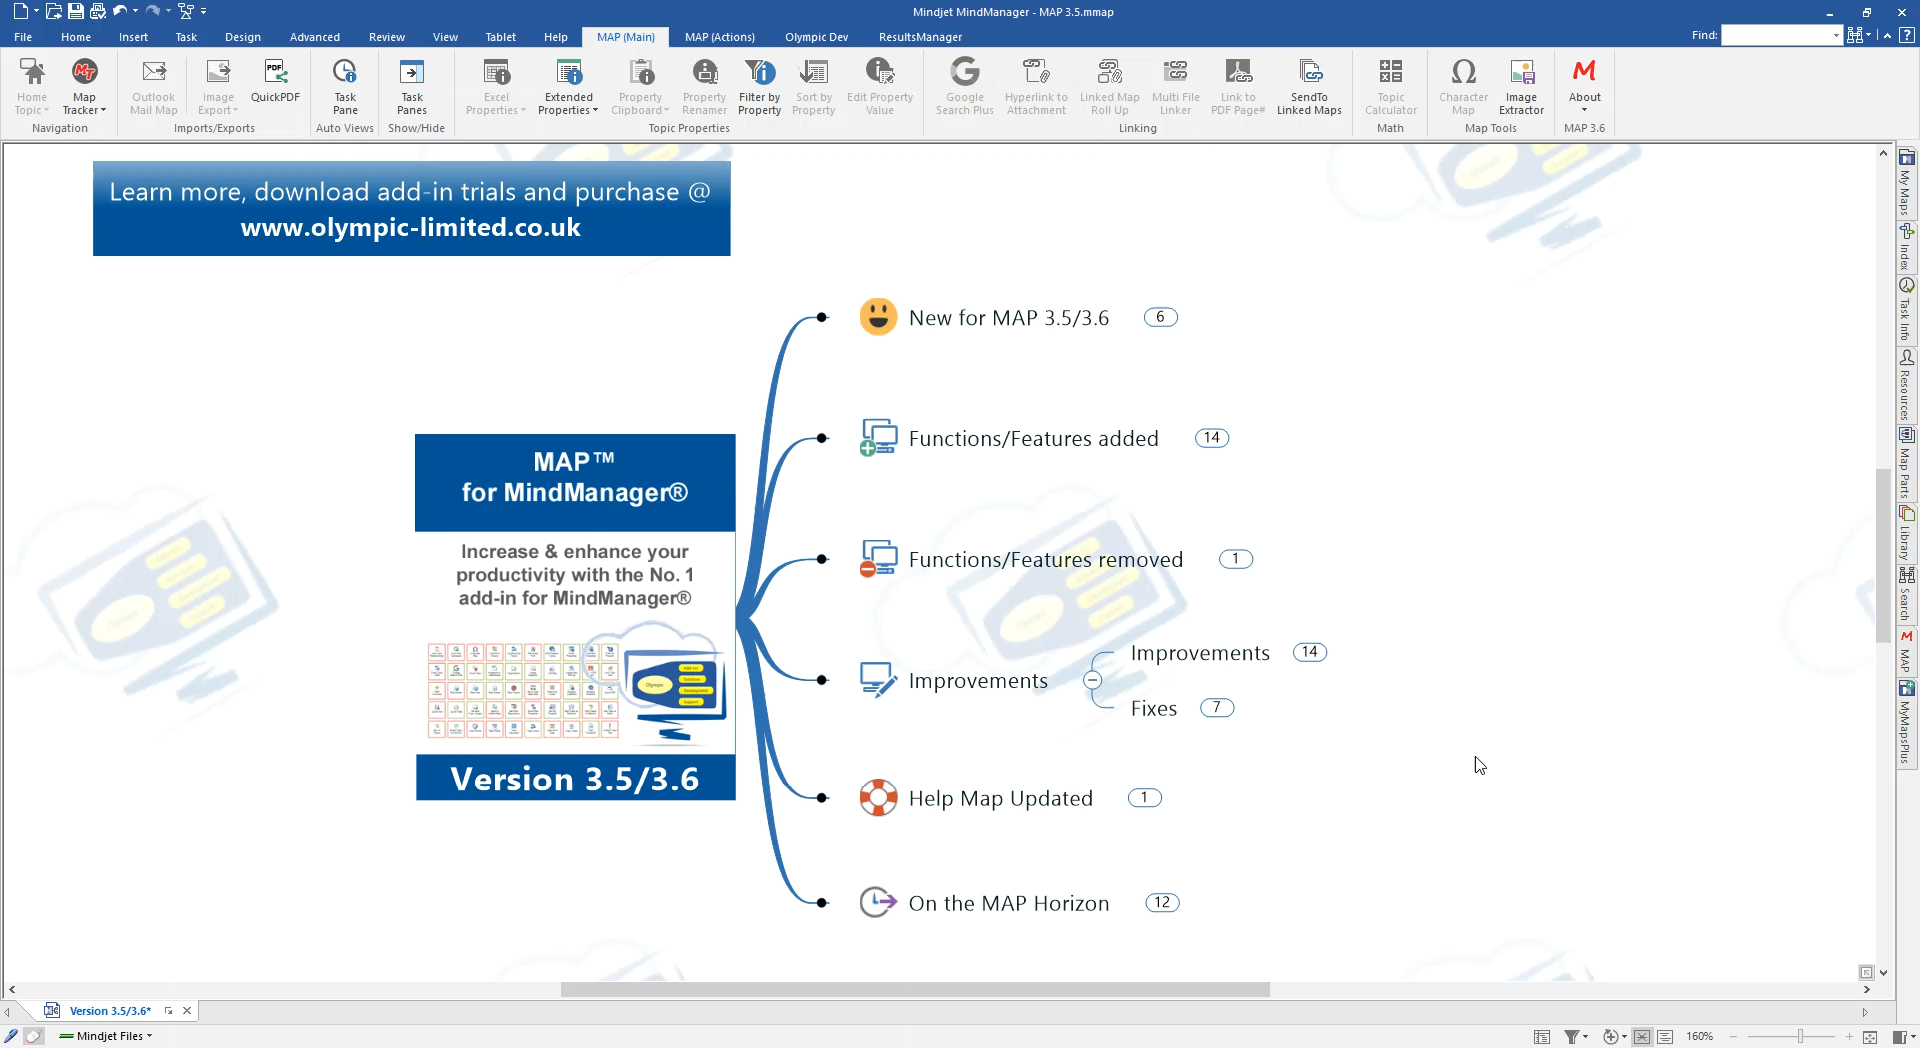 Mindjet MindManager - MAP 3.5.mmap
File Home Insert Task Design Advanced Review View Tablet Help MAP (Main) MAP (Actions) Olympic Dev ResultsManager Find:
Home Topic
Map Tracker
Outlook Mail Map
Image Export
QuickPDF
Task Pane
Task Panes
Excel Properties
Extended Properties
Property Clipboard
Property Renamer
Filter by Property
Sort by Property
Edit Property Value
Google Search Plus
Hyperlink to Attachment
Linked Map Roll Up
Multi File Linker
Link to PDF Page#
SendTo Linked Maps
Topic Calculator
Character Map
Image Extractor
About
Navigation Imports/Exports Auto Views Show/Hide Topic Properties Linking Math Map Tools MAP 3.6
Learn more, download add-in trials and purchase @
www.olympic-limited.co.uk
MAP™
for MindManager®
Increase & enhance your
productivity with the No. 1
add-in for MindManager®
Olympic
Version 3.5/3.6
New for MAP 3.5/3.6 6
Functions/Features added 14
Functions/Features removed 1
Improvements
Improvements 14
Fixes 7
Help Map Updated 1
On the MAP Horizon 12
My Maps
Index
Task Info
Resources
Map Parts
Library
Search
MAP
MyMapsPlus
Version 3.5/3.6*
Mindjet Files
160%